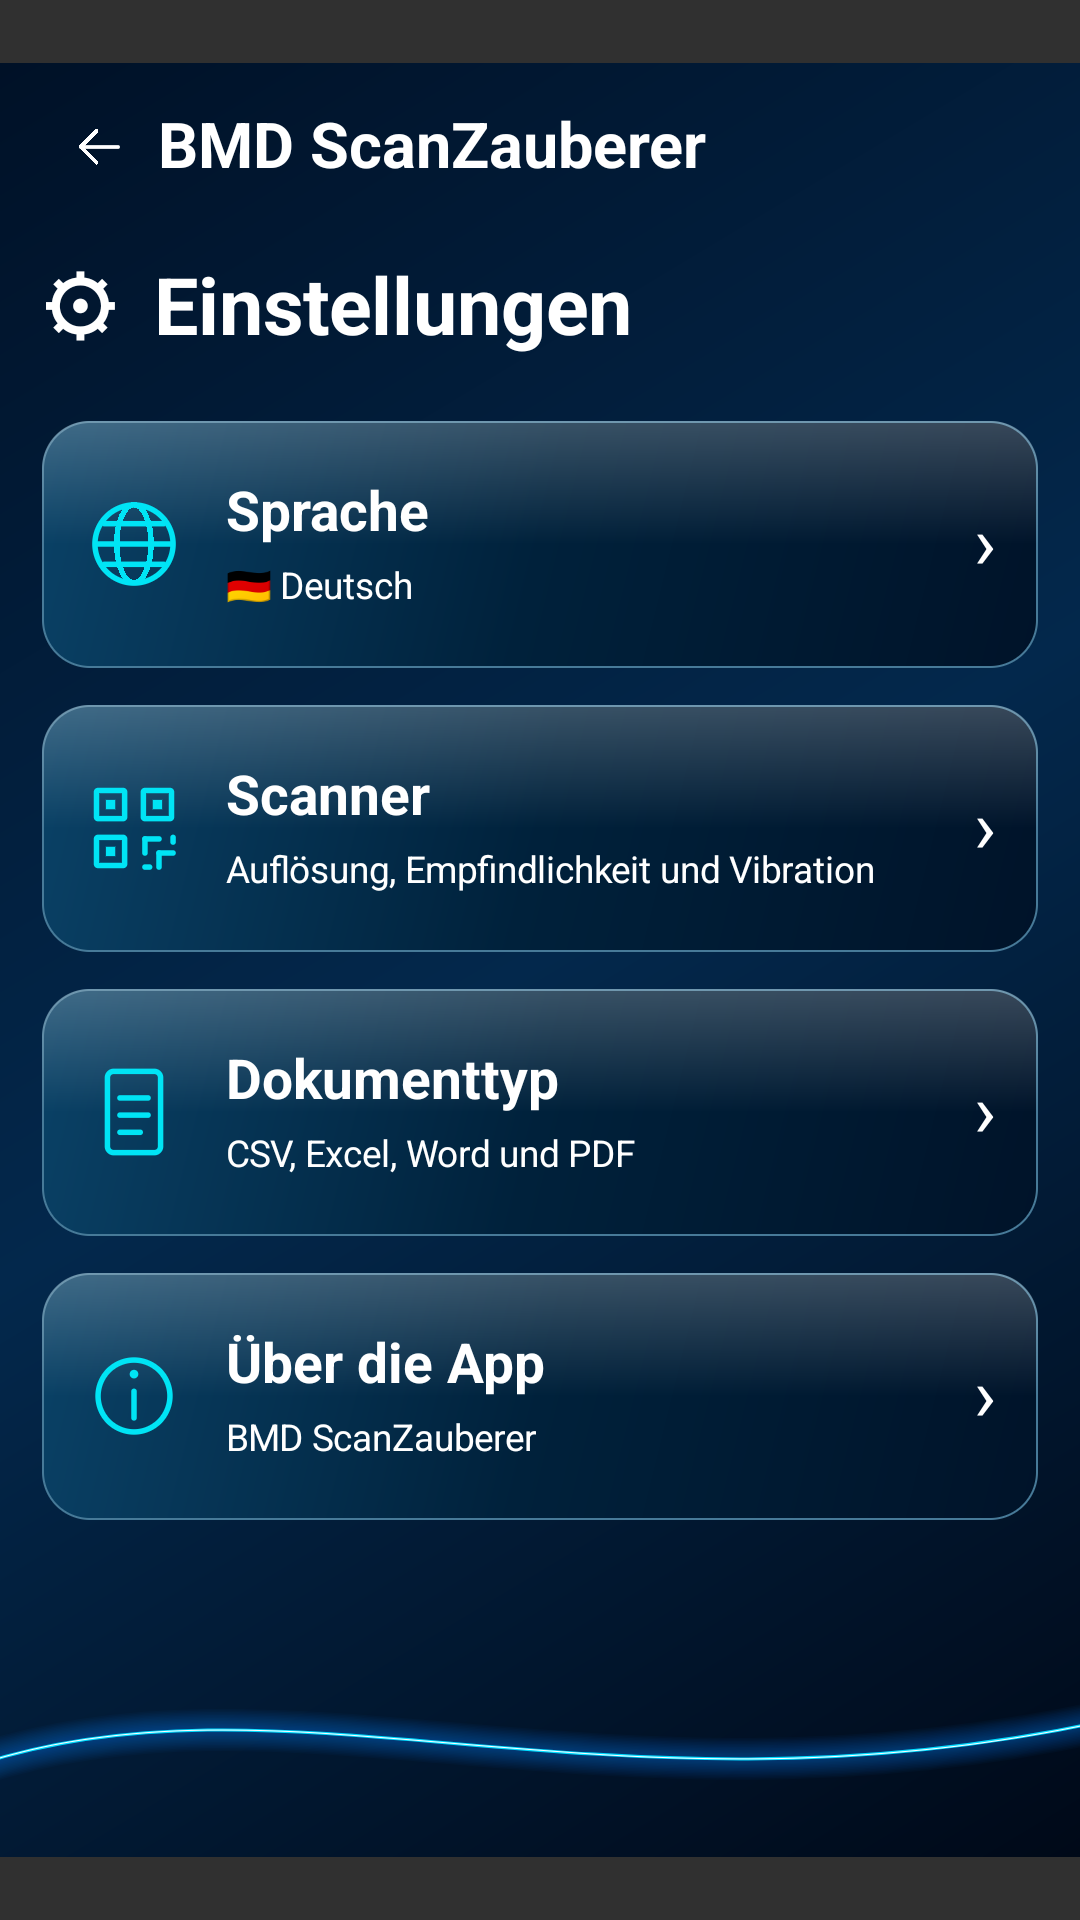 BMD ScanZauberer
Einstellungen
Sprache
🇩🇪 Deutsch
Scanner
Auflösung, Empfindlichkeit und Vibration
Dokumenttyp
CSV, Excel, Word und PDF
Über die App
BMD ScanZauberer